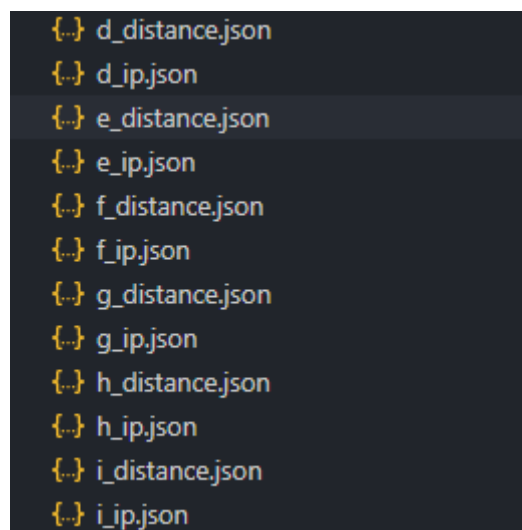 {..} d_distance.json
{..} d_ip.json
{..} e_distance.json
{..} e_ip.json
{..} f_distance.json
{..} f_ip.json
{..} g_distance.json
{..} g_ip.json
{..} h_distance.json
{..} h_ip.json
{..} i_distance.json
{..} i_ip.json